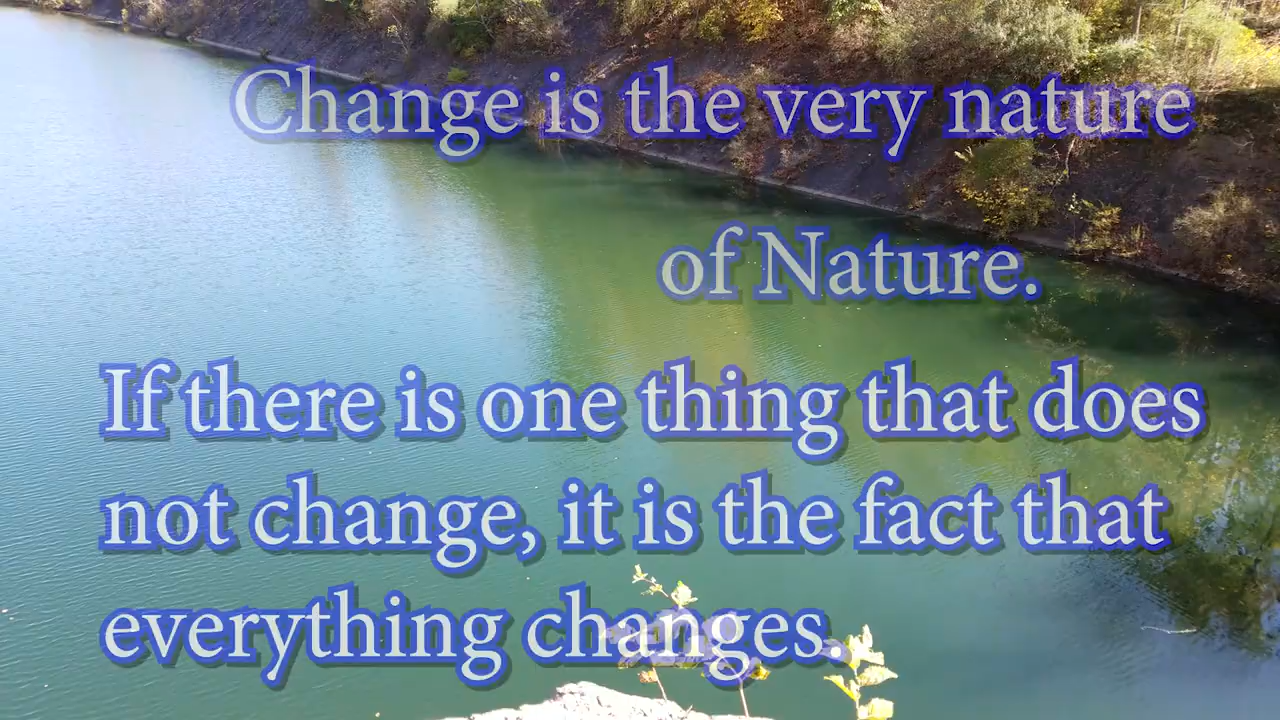 Change is the very nature
of Nature.
If there is one thing that does
not change, it is the fact that
everything changes.